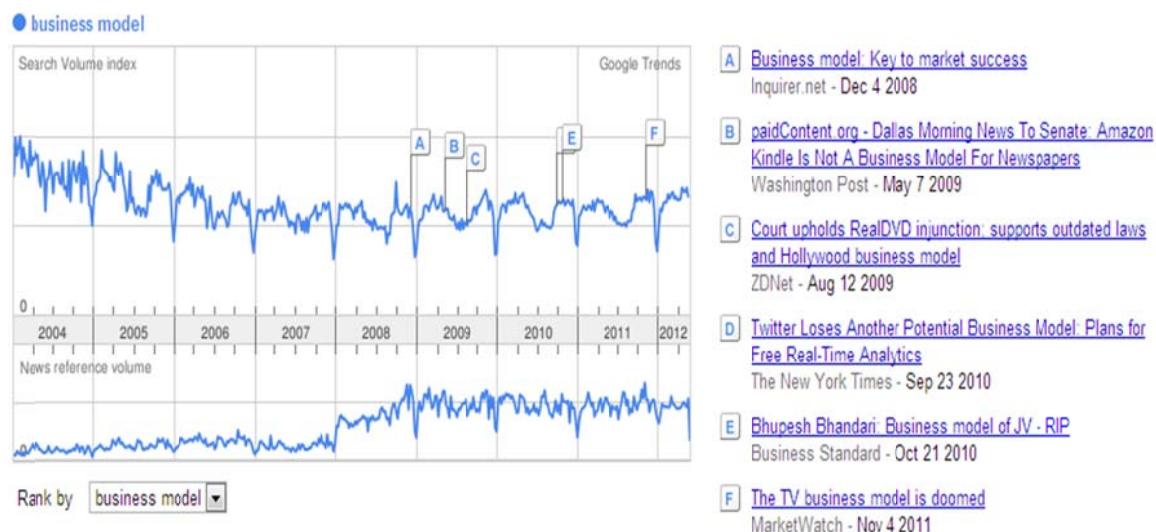 business model
Search Volume index
Google Trends
A
B
C
E
F
0
2004 2005 2006 2007 2008 2009 2010 2011 2012
News reference volume
0
Rank by business model
A Business model: Key to market success
Inquirer.net - Dec 4 2008
B paidContent.org - Dallas Morning News To Senate: Amazon
Kindle Is Not A Business Model For Newspapers
Washington Post - May 7 2009
C Court upholds RealDVD injunction: supports outdated laws
and Hollywood business model
ZDNet - Aug 12 2009
D Twitter Loses Another Potential Business Model: Plans for
Free Real-Time Analytics
The New York Times - Sep 23 2010
E Bhupesh Bhandari: Business model of JV - RIP
Business Standard - Oct 21 2010
F The TV business model is doomed
MarketWatch - Nov 4 2011